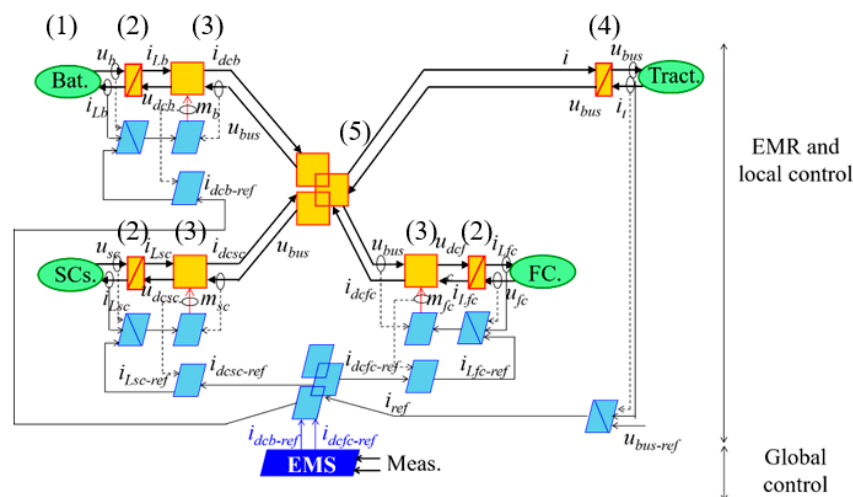 (1)
(2)
(3)
(4)
u_b
i_Lb
i_dcb
i
u_bus
Bat.
Tract.
i_Lb
u_dcb
m_b
u_bus
u_bus
i_t
(5)
EMR and
local control
i_dcb-ref
(2)
(3)
(3)
(2)
u_sc
i_Lsc
i_dcsc
u_bus
u_bus
u_dcf
i_Lfc
SCs.
FC.
i_Lsc
u_dcsc
m_sc
i_dcfc
m_fc
i_Lfc
u_fc
i_Lsc-ref
i_dcsc-ref
i_dcfc-ref
i_Lfc-ref
i_ref
u_bus-ref
i_dcb-ref
i_dcfc-ref
EMS
Meas.
Global
control